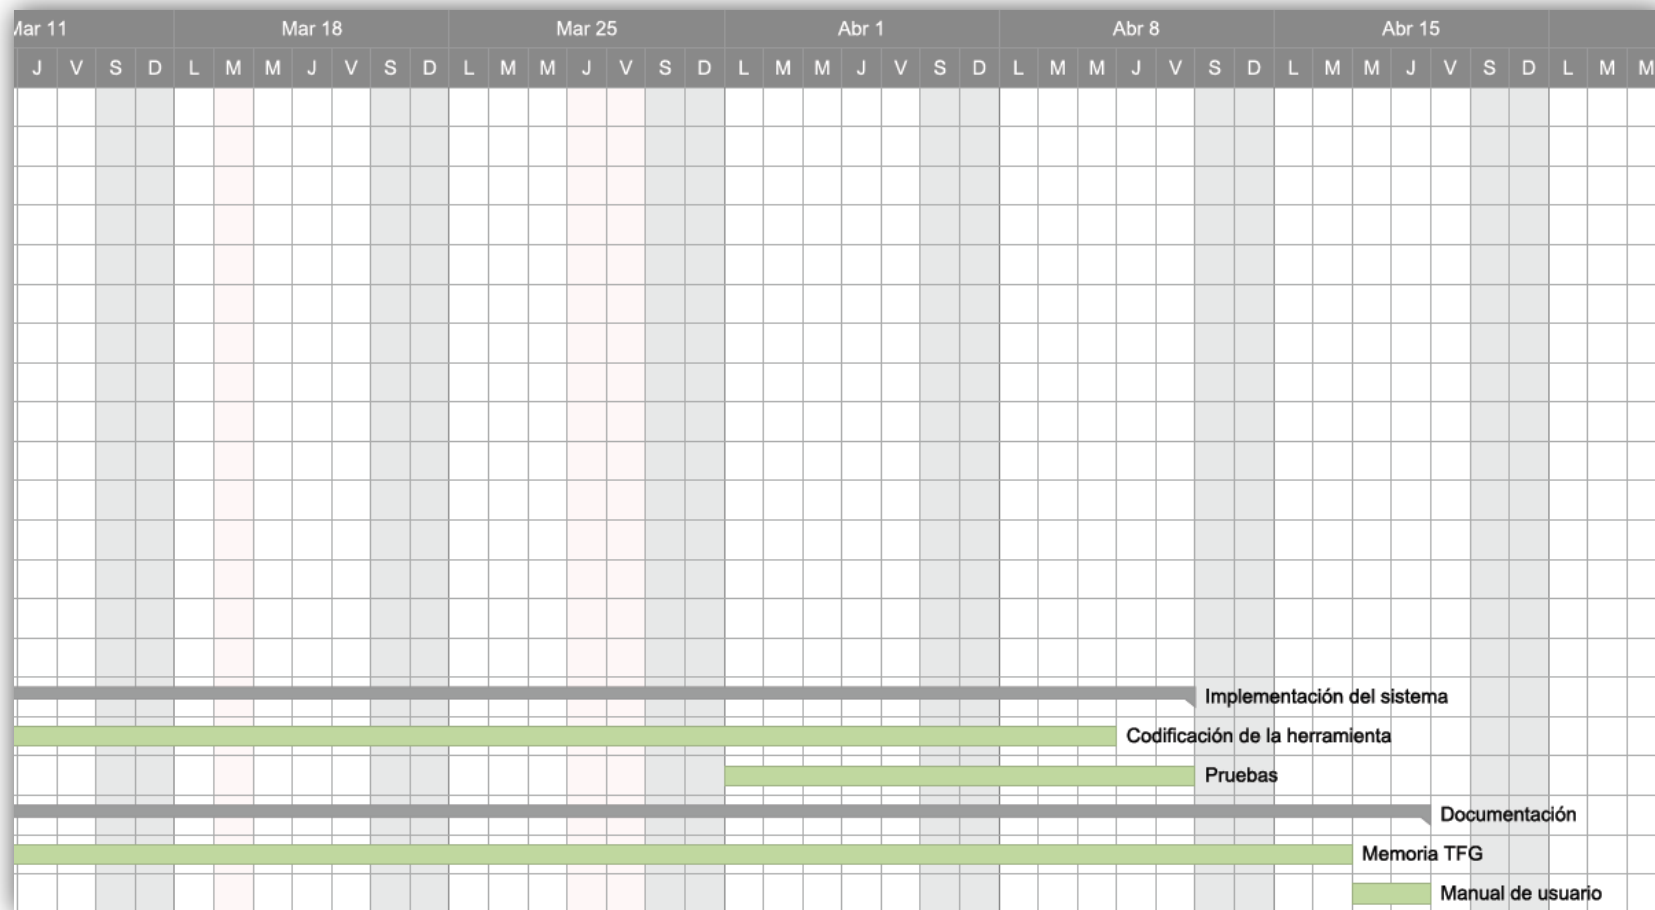 Mar 11 Mar 18 Mar 25 Abr 1 Abr 8 Abr 15
J V S D L M M J V S D L M M J V S D L M M J V S D L M M J V S D L M M J V S D L M M
Implementación del sistema
Codificación de la herramienta
Pruebas
Documentación
Memoria TFG
Manual de usuario